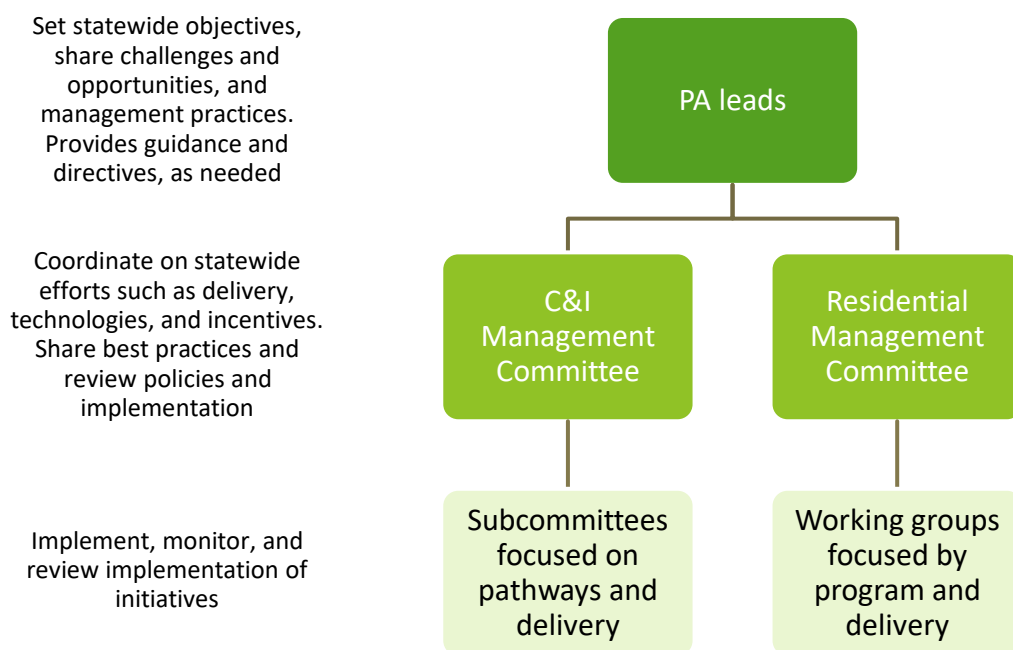 Set statewide objectives,
share challenges and
opportunities, and
management practices.
Provides guidance and
directives, as needed
PA leads
Coordinate on statewide
efforts such as delivery,
technologies, and incentives.
Share best practices and
review policies and
implementation
C&I
Management
Committee
Residential
Management
Committee
Implement, monitor, and
review implementation of
initiatives
Subcommittees
focused on
pathways and
delivery
Working groups
focused by
program and
delivery